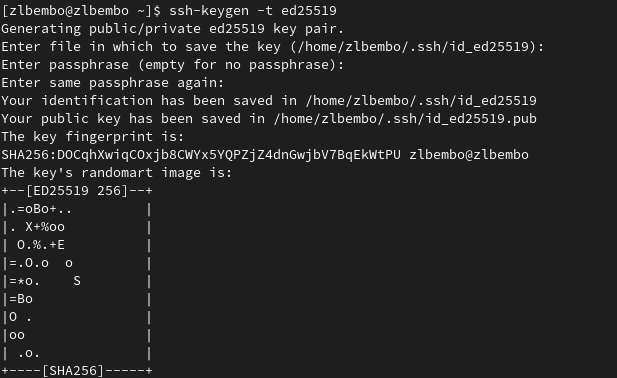 [zlbembo@zlbembo ~]$ ssh-keygen -t ed25519
Generating public/private ed25519 key pair.
Enter file in which to save the key (/home/zlbembo/.ssh/id_ed25519):
Enter passphrase (empty for no passphrase):
Enter same passphrase again:
Your identification has been saved in /home/zlbembo/.ssh/id_ed25519
Your public key has been saved in /home/zlbembo/.ssh/id_ed25519.pub
The key fingerprint is:
SHA256:DOCqhXwiqCOxjb8CWYx5YQPZjZ4dnGwjbV7BqEkWtPU zlbembo@zlbembo
The key's randomart image is:
+--[ED25519 256]--+
|.=oBo+..         |
|. X+%oo          |
| O.%.+E          |
|=.O.o  o         |
|=*o.    S        |
|=Bo              |
|O .              |
|oo               |
| .o.             |
+----[SHA256]-----+